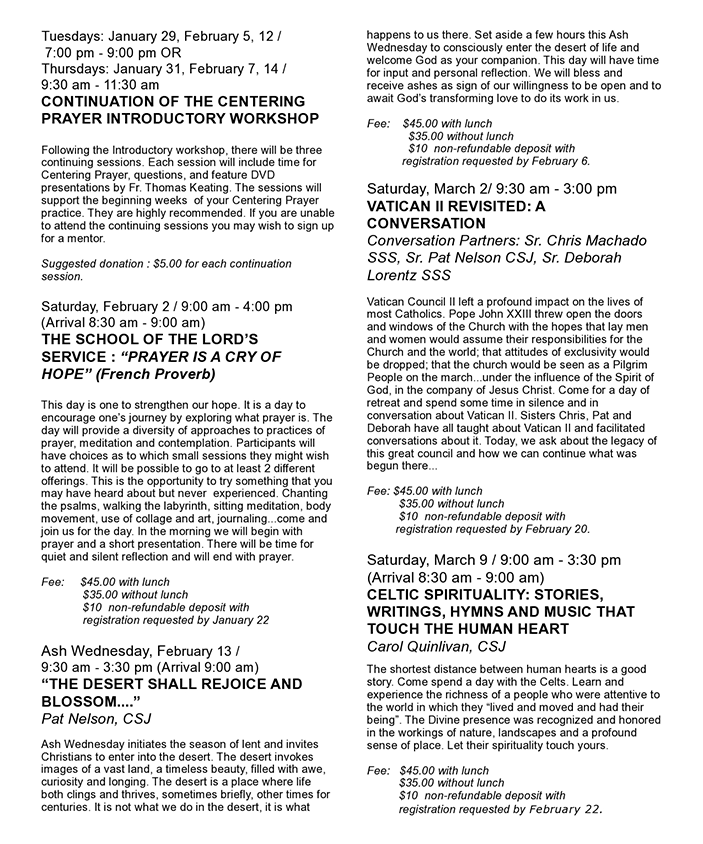 Tuesdays: January 29, February 5, 12 /
7:00 pm - 9:00 pm OR
Thursdays: January 31, February 7, 14 /
9:30 am - 11:30 am
CONTINUATION OF THE CENTERING
PRAYER INTRODUCTORY WORKSHOP
Following the Introductory workshop, there will be three
continuing sessions. Each session will include time for
Centering Prayer, questions, and feature DVD
presentations by Fr. Thomas Keating. The sessions will
support the beginning weeks of your Centering Prayer
practice. They are highly recommended. If you are unable
to attend the continuing sessions you may wish to sign up
for a mentor.
Suggested donation : $5.00 for each continuation
session.
Saturday, February 2 / 9:00 am - 4:00 pm
(Arrival 8:30 am - 9:00 am)
THE SCHOOL OF THE LORD’S
SERVICE : “PRAYER IS A CRY OF
HOPE” (French Proverb)
This day is one to strengthen our hope. It is a day to
encourage one’s journey by exploring what prayer is. The
day will provide a diversity of approaches to practices of
prayer, meditation and contemplation. Participants will
have choices as to which small sessions they might wish
to attend. It will be possible to go to at least 2 different
offerings. This is the opportunity to try something that you
may have heard about but never experienced. Chanting
the psalms, walking the labyrinth, sitting meditation, body
movement, use of collage and art, journaling...come and
join us for the day. In the morning we will begin with
prayer and a short presentation. There will be time for
quiet and silent reflection and will end with prayer.
Fee: $45.00 with lunch
$35.00 without lunch
$10 non-refundable deposit with
registration requested by January 22
Ash Wednesday, February 13 /
9:30 am - 3:30 pm (Arrival 9:00 am)
“THE DESERT SHALL REJOICE AND
BLOSSOM....”
Pat Nelson, CSJ
Ash Wednesday initiates the season of lent and invites
Christians to enter into the desert. The desert invokes
images of a vast land, a timeless beauty, filled with awe,
curiosity and longing. The desert is a place where life
both clings and thrives, sometimes briefly, other times for
centuries. It is not what we do in the desert, it is what
happens to us there. Set aside a few hours this Ash
Wednesday to consciously enter the desert of life and
welcome God as your companion. This day will have time
for input and personal reflection. We will bless and
receive ashes as sign of our willingness to be open and to
await God’s transforming love to do its work in us.
Fee: $45.00 with lunch
$35.00 without lunch
$10 non-refundable deposit with
registration requested by February 6.
Saturday, March 2/ 9:30 am - 3:00 pm
VATICAN II REVISITED: A
CONVERSATION
Conversation Partners: Sr. Chris Machado
SSS, Sr. Pat Nelson CSJ, Sr. Deborah
Lorentz SSS
Vatican Council II left a profound impact on the lives of
most Catholics. Pope John XXIII threw open the doors
and windows of the Church with the hopes that lay men
and women would assume their responsibilities for the
Church and the world; that attitudes of exclusivity would
be dropped; that the church would be seen as a Pilgrim
People on the march...under the influence of the Spirit of
God, in the company of Jesus Christ. Come for a day of
retreat and spend some time in silence and in
conversation about Vatican II. Sisters Chris, Pat and
Deborah have all taught about Vatican II and facilitated
conversations about it. Today, we ask about the legacy of
this great council and how we can continue what was
begun there...
Fee: $45.00 with lunch
$35.00 without lunch
$10 non-refundable deposit with
registration requested by February 20.
Saturday, March 9 / 9:00 am - 3:30 pm
(Arrival 8:30 am - 9:00 am)
CELTIC SPIRITUALITY: STORIES,
WRITINGS, HYMNS AND MUSIC THAT
TOUCH THE HUMAN HEART
Carol Quinlivan, CSJ
The shortest distance between human hearts is a good
story. Come spend a day with the Celts. Learn and
experience the richness of a people who were attentive to
the world in which they “lived and moved and had their
being”. The Divine presence was recognized and honored
in the workings of nature, landscapes and a profound
sense of place. Let their spirituality touch yours.
Fee: $45.00 with lunch
$35.00 without lunch
$10 non-refundable deposit with
registration requested by February 22.